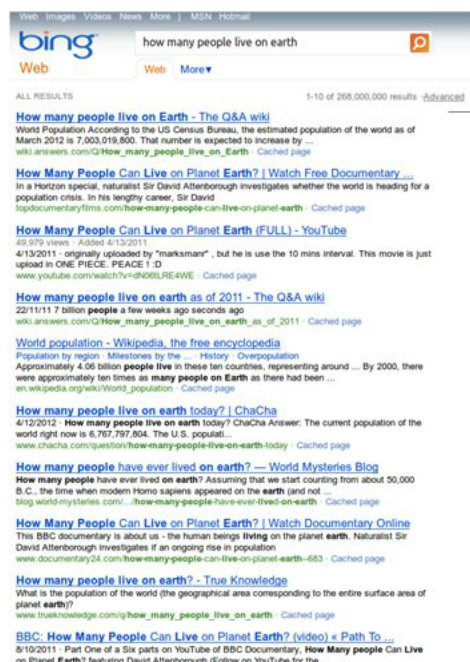 Web Images Videos News More | MSN Hotmail
bing
how many people live on earth
Web
Web More▾
ALL RESULTS 1-10 of 268,000,000 results · Advanced
How many people live on Earth - The Q&A wiki
World Population According to the US Census Bureau, the estimated population of the world as of
March 2012 is 7,003,019,800. That number is expected to increase by ...
wiki.answers.com/Q/How_many_people_live_on_Earth · Cached page
How Many People Can Live on Planet Earth? | Watch Free Documentary ...
In a Horizon special, naturalist Sir David Attenborough investigates whether the world is heading for a
population crisis. In his lengthy career, Sir David
topdocumentaryfilms.com/how-many-people-can-live-on-planet-earth · Cached page
How Many People Can Live on Planet Earth (FULL) - YouTube
49,979 views · Added 4/13/2011
4/13/2011 · originally uploaded by "marksmanr" , but he is use the 10 mins interval. This movie is just
upload in ONE PIECE. PEACE ! :D
www.youtube.com/watch?v=dN06tLRE4WE · Cached page
How many people live on earth as of 2011 - The Q&A wiki
22/11/11 7 billion people a few weeks ago seconds ago
wiki.answers.com/Q/How_many_people_live_on_earth_as_of_2011 · Cached page
World population - Wikipedia, the free encyclopedia
Population by region · Milestones by the ... · History · Overpopulation
Approximately 4.06 billion people live in these ten countries, representing around ... By 2000, there
were approximately ten times as many people on Earth as there had been ...
en.wikipedia.org/wiki/World_population · Cached page
How many people live on earth today? | ChaCha
4/12/2012 · How many people live on earth today? ChaCha Answer: The current population of the
world right now is 6,767,797,804. The U.S. populati...
www.chacha.com/question/how-many-people-live-on-earth-today · Cached page
How many people have ever lived on earth? — World Mysteries Blog
How many people have ever lived on earth? Assuming that we start counting from about 50,000
B.C., the time when modern Homo sapiens appeared on the earth (and not ...
blog.world-mysteries.com/.../how-many-people-have-ever-lived-on-earth · Cached page
How Many People Can Live on Planet Earth? | Watch Documentary Online
This BBC documentary is about us - the human beings living on the planet earth. Naturalist Sir
David Attenborough investigates if an ongoing rise in population
www.documentary24.com/how-many-people-can-live-on-planet-earth--683 · Cached page
How many people live on earth? - True Knowledge
What is the population of the world (the geographical area corresponding to the entire surface area of
planet earth)?
www.trueknowledge.com/q/how_many_people_live_on_earth · Cached page
BBC: How Many People Can Live on Planet Earth? (video) « Path To ...
8/10/2011 · Part One of a Six parts on YouTube of BBC Documentary, How Many people Can Live
on Planet Earth? featuring David Attenborough (Follow on YouTube for the